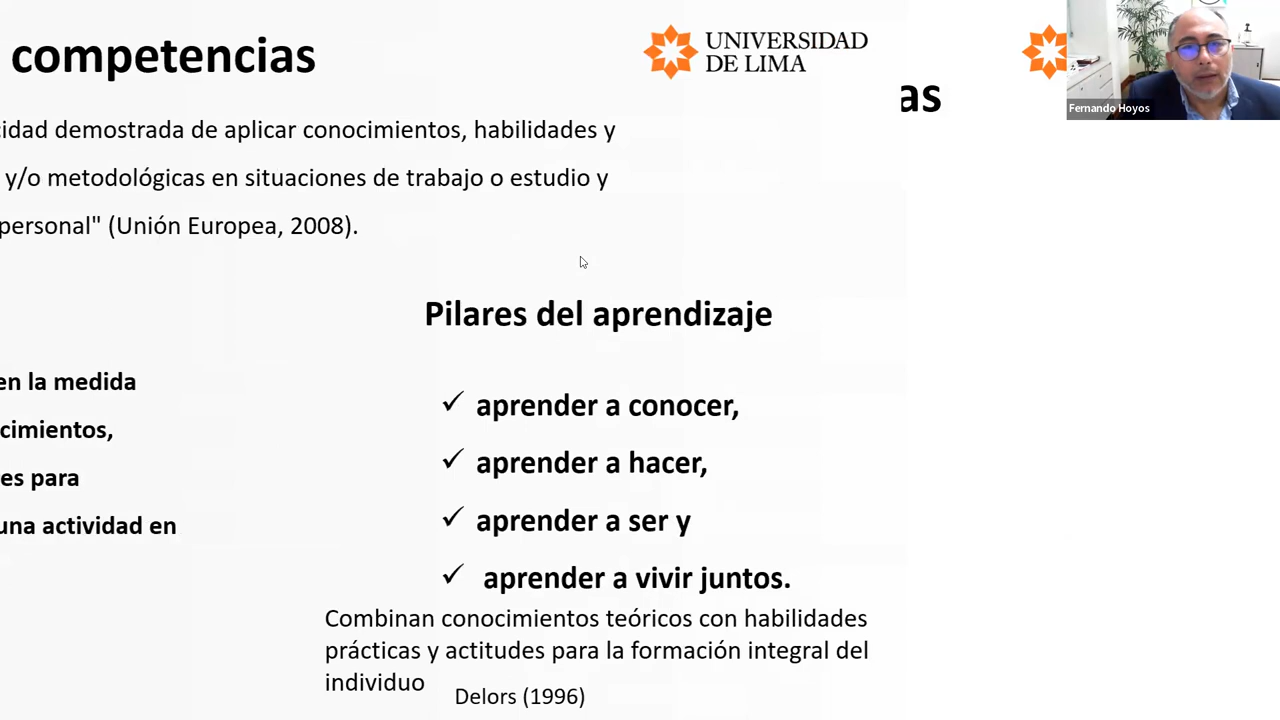 competencias
UNIVERSIDAD
DE LIMA
as
Fernando Hoyos
cidad demostrada de aplicar conocimientos, habilidades y
y/o metodológicas en situaciones de trabajo o estudio y
personal" (Unión Europea, 2008).
Pilares del aprendizaje
en la medida
cimientos,
es para
una actividad en
✓ aprender a conocer,
✓ aprender a hacer,
✓ aprender a ser y
✓ aprender a vivir juntos.
Combinan conocimientos teóricos con habilidades
prácticas y actitudes para la formación integral del
individuo
Delors (1996)